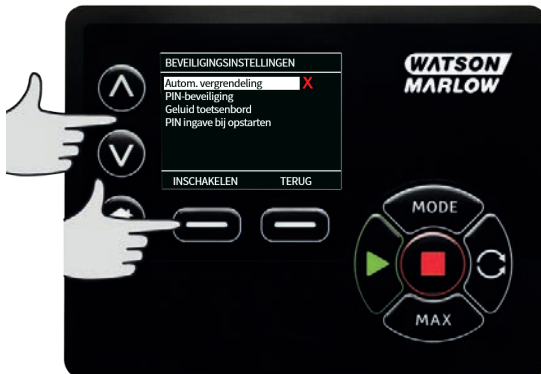 BEVEILIGINGSINSTELLINGEN
Autom. vergrendeling X
PIN-beveiliging
Geluid toetsenbord
PIN ingave bij opstarten
INSCHAKELEN TERUG
WATSON
MARLOW
MODE
MAX